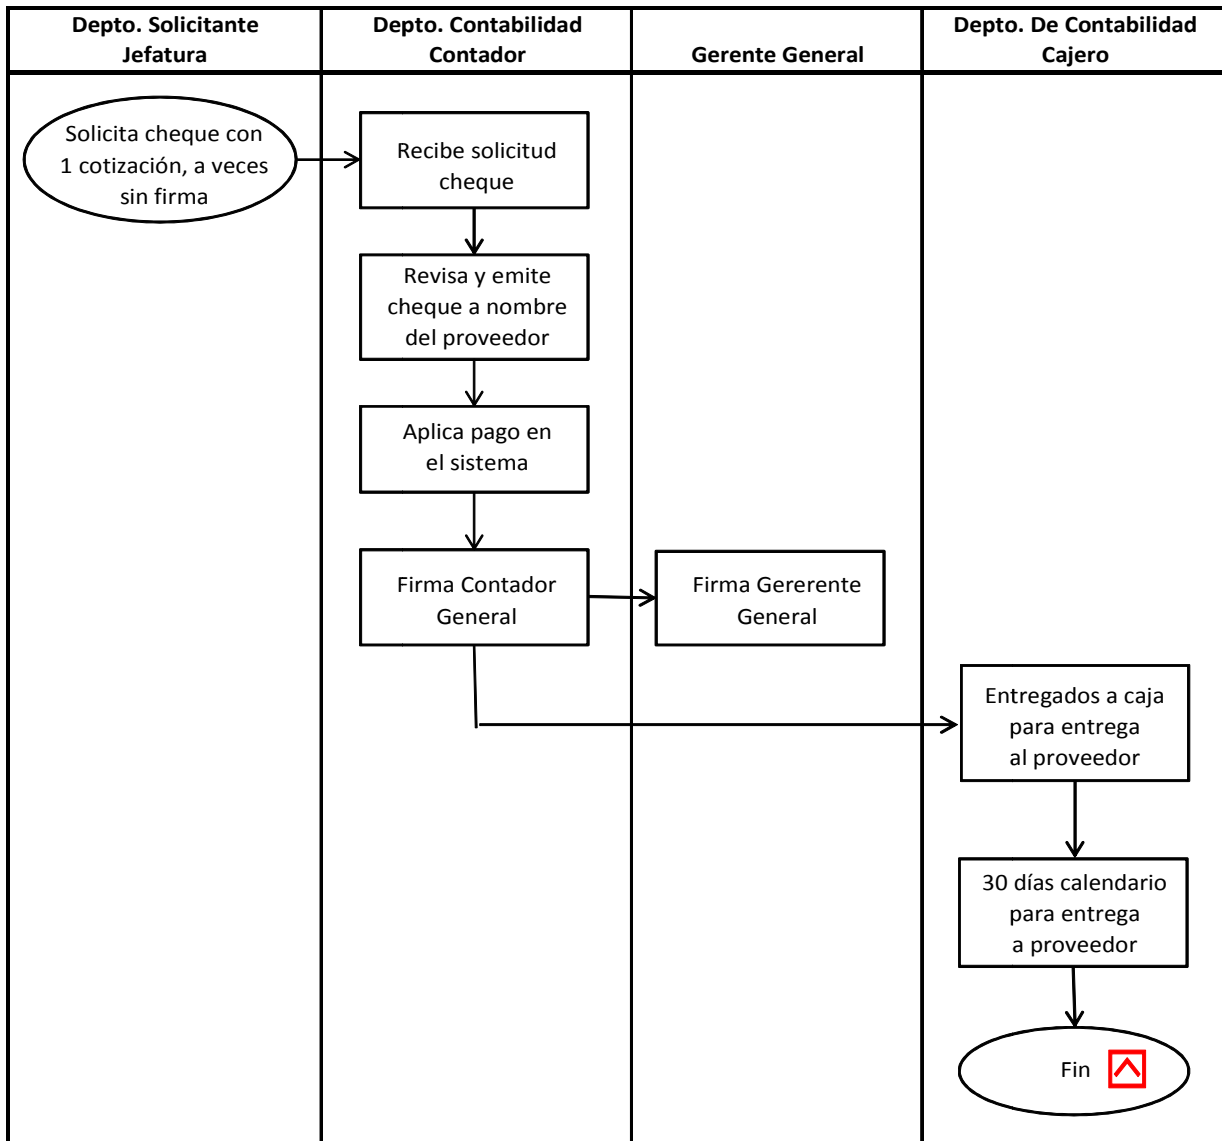 Depto. Solicitante
Jefatura
Depto. Contabilidad
Contador
Gerente General
Depto. De Contabilidad
Cajero
Solicita cheque con
1 cotización, a veces
sin firma
Recibe solicitud
cheque
Revisa y emite
cheque a nombre
del proveedor
Aplica pago en
el sistema
Firma Contador
General
Firma Gererente
General
Entregados a caja
para entrega
al proveedor
30 días calendario
para entrega
a proveedor
Fin